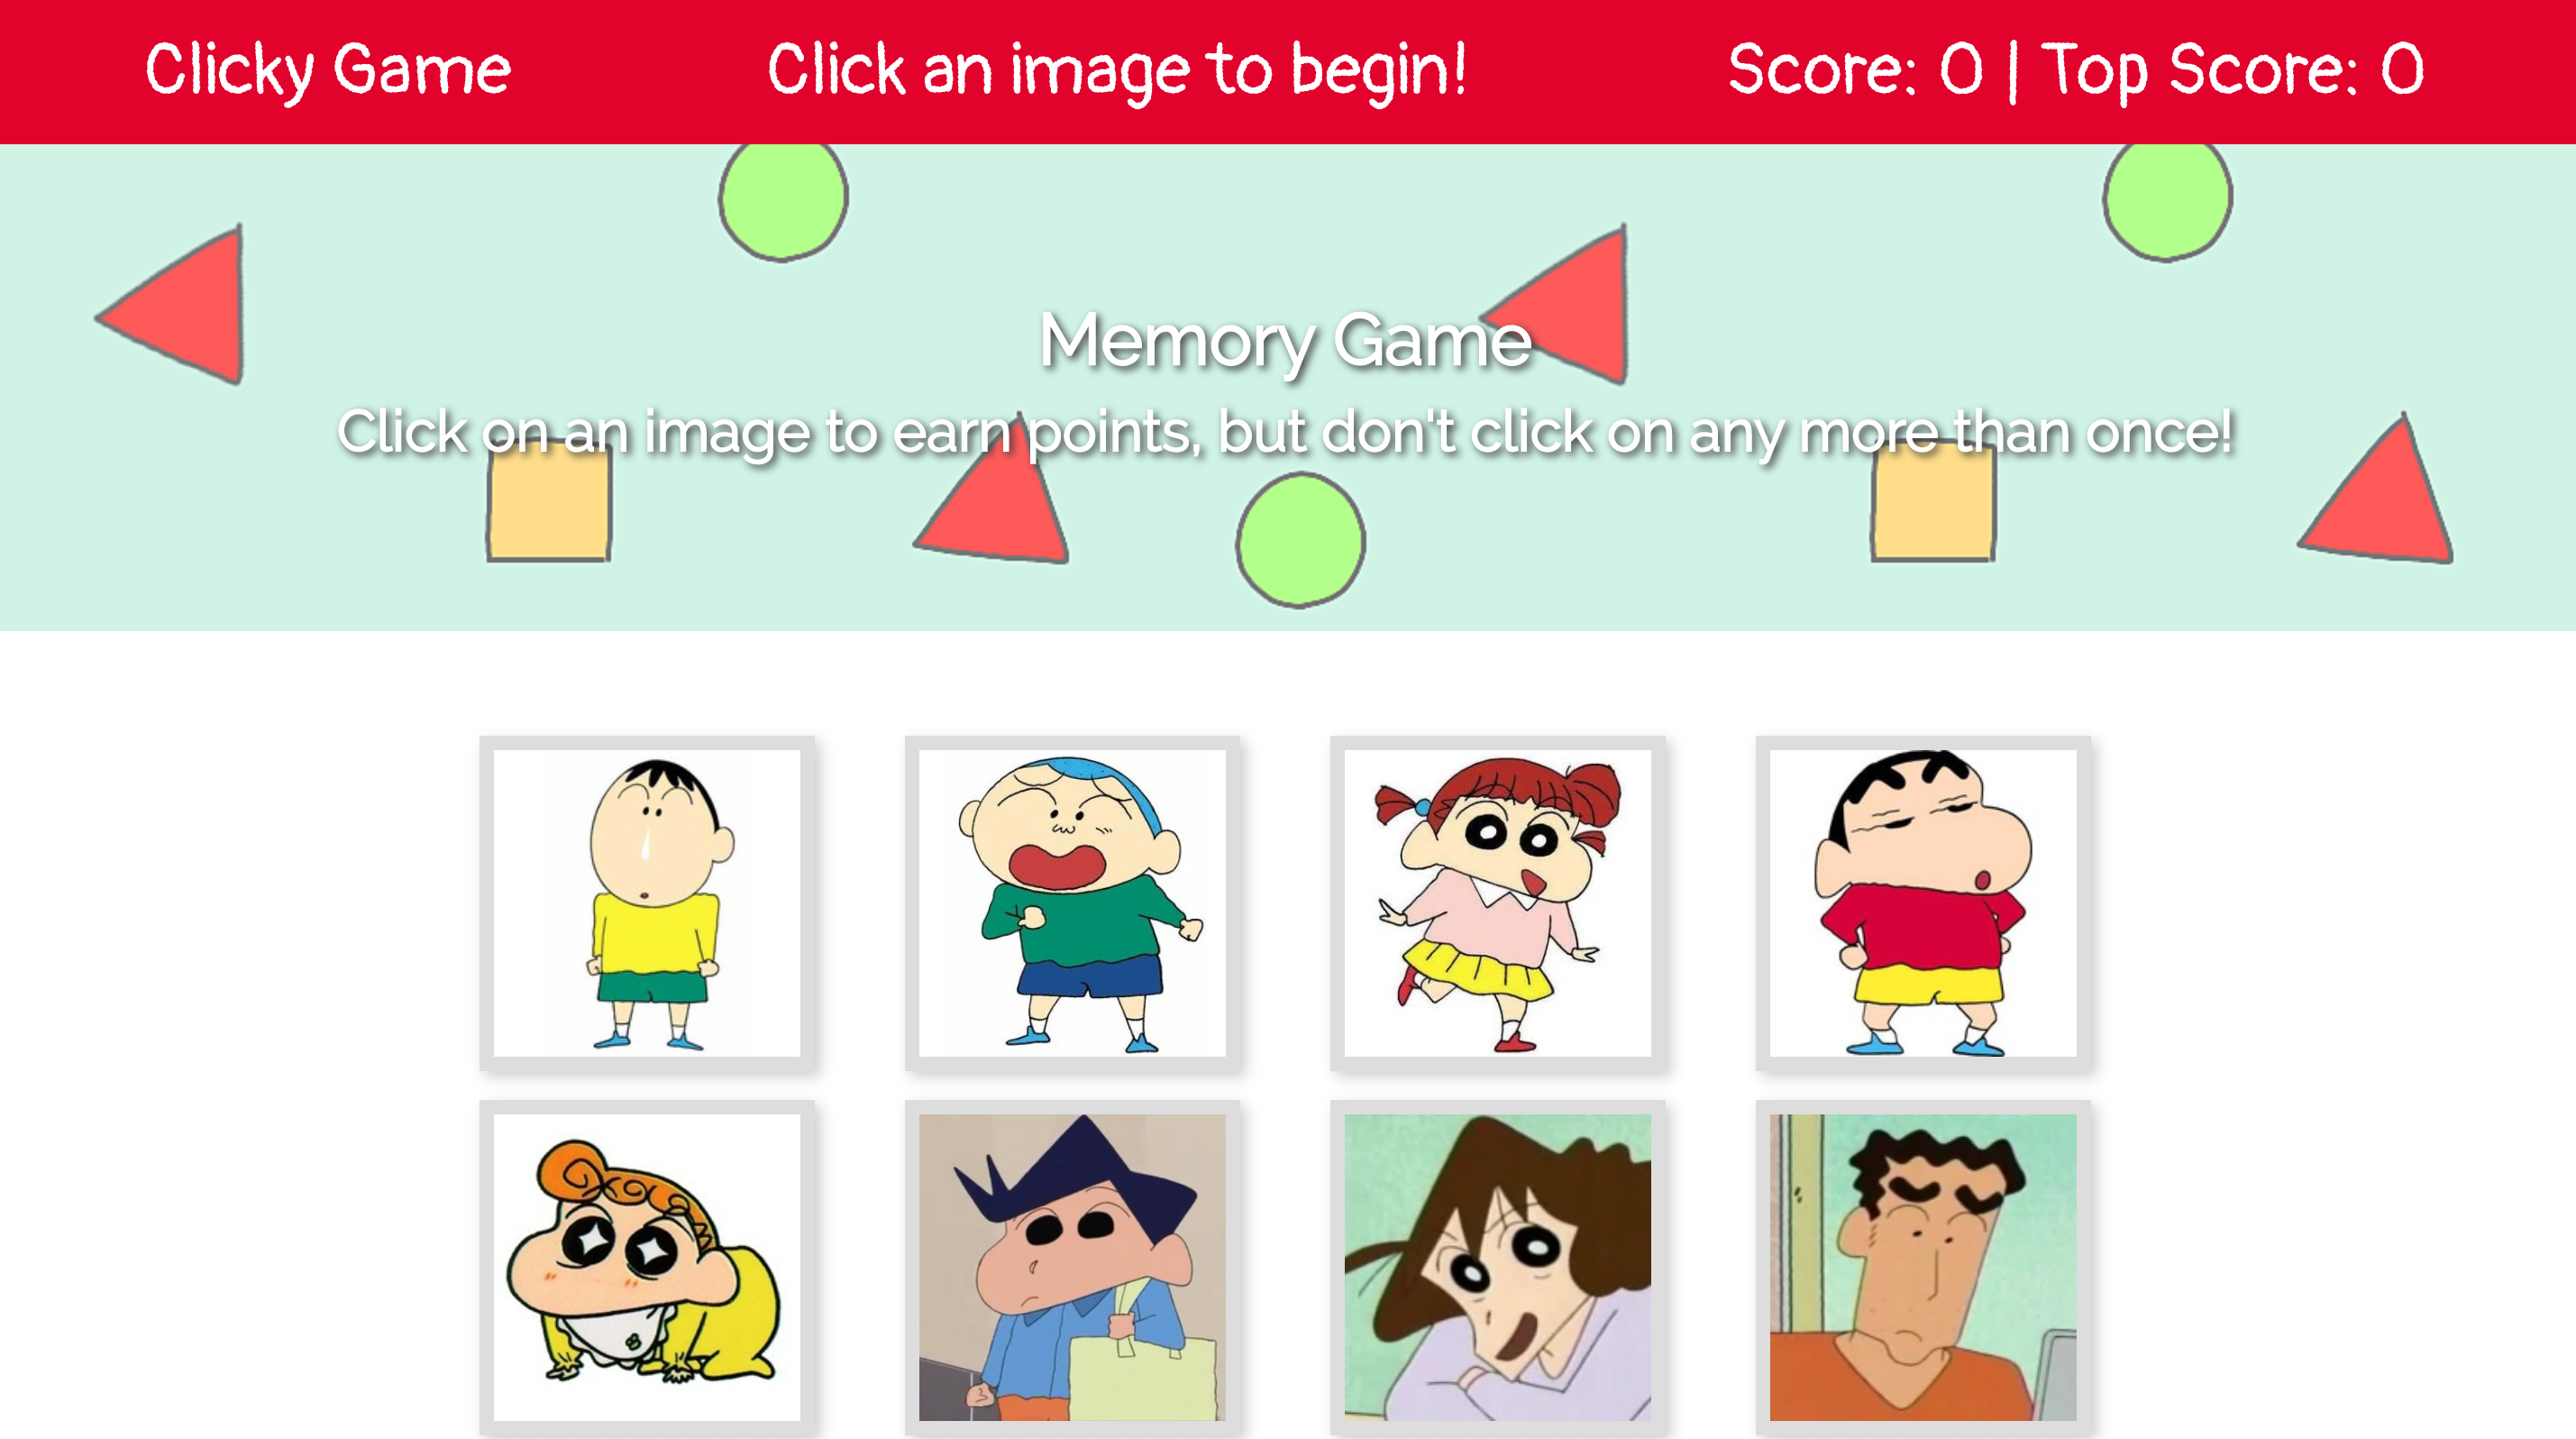 Clicky Game
Click an image to begin!
Score: 0 | Top Score: 0
Memory Game
Click on an image to earn points, but don't click on any more than once!